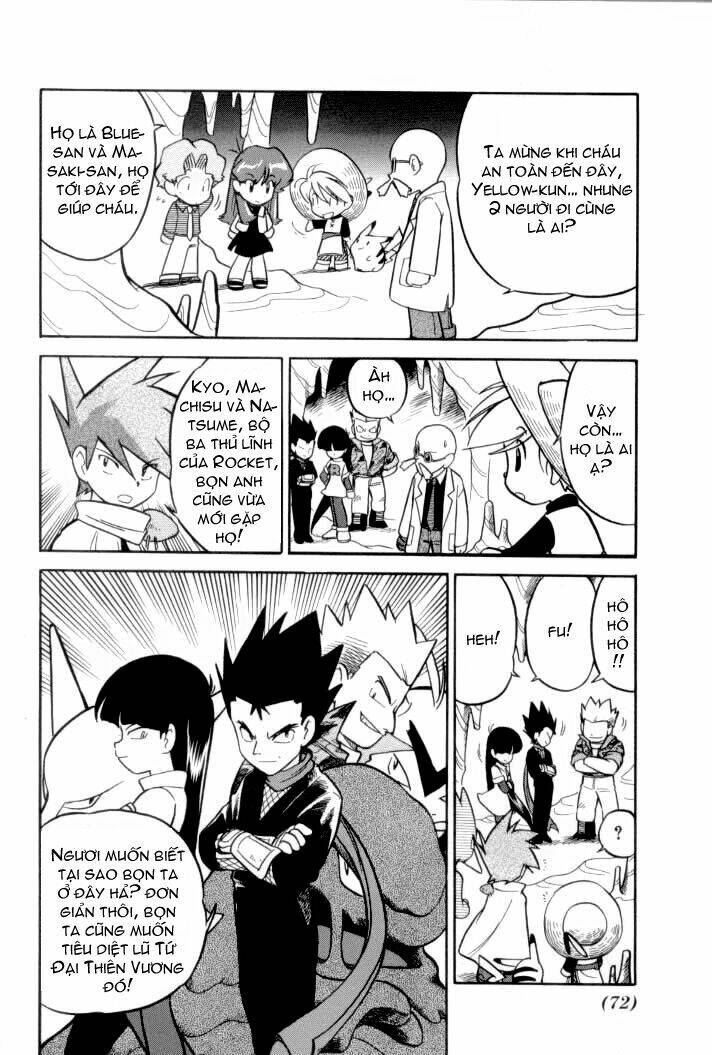 TA MỪNG KHI CHÁU
AN TOÀN ĐẾN ĐÂY,
YELLOW-KUN... NHƯNG
2 NGƯỜI ĐI CÙNG
LÀ AI?
HỌ LÀ BLUE-
SAN VÀ MA-
SAKI-SAN, HỌ
TỚI ĐÂY ĐỂ
GIÚP CHÁU.
VẬY
CÒN...
HỌ LÀ AI
Ạ?
ÀH
HỌ...
KYO, MA-
CHISU VÀ NA-
TSUME, BỘ
BA THỦ LĨNH
CỦA ROCKET,
BỌN ANH
CŨNG VỪA
MỚI GẶP
HỌ!
HÔ
HÔ
HÔ
!!
FU!
HEH!
?
NGƯƠI MUỐN BIẾT
TẠI SAO BỌN TA
Ở ĐÂY HẢ? ĐƠN
GIẢN THÔI, BỌN
TA CŨNG MUỐN
TIÊU DIỆT LŨ TỨ
ĐẠI THIÊN VƯƠNG
ĐÓ!
(72)